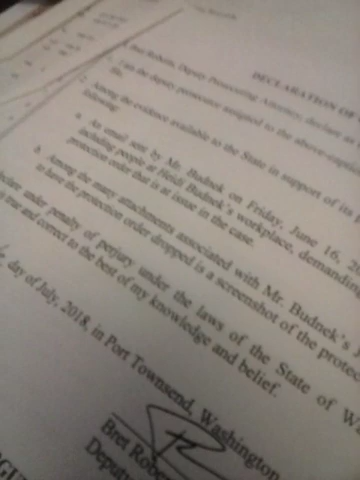 DECLARATION OF
I, Bret Roberts, Deputy Prosecuting Attorney, declare as
1. I am the deputy prosecutor assigned to the above-
file.
2. Among the evidence available to the State in support of its
following:
a. An email sent by Mr. Budnek on Friday, June 16,
including people at Heidi Budnek's workplace, demanding
protection order that is at issue in the case.
b. Among the many attachments associated with Mr. Budnek's
to have the protection order dropped is a screenshot of the
declare under penalty of perjury under the laws of the State of
is true and correct to the best of my knowledge and belief.
day of July, 2018, in Port Townsend, Washington
Bret
Deputy